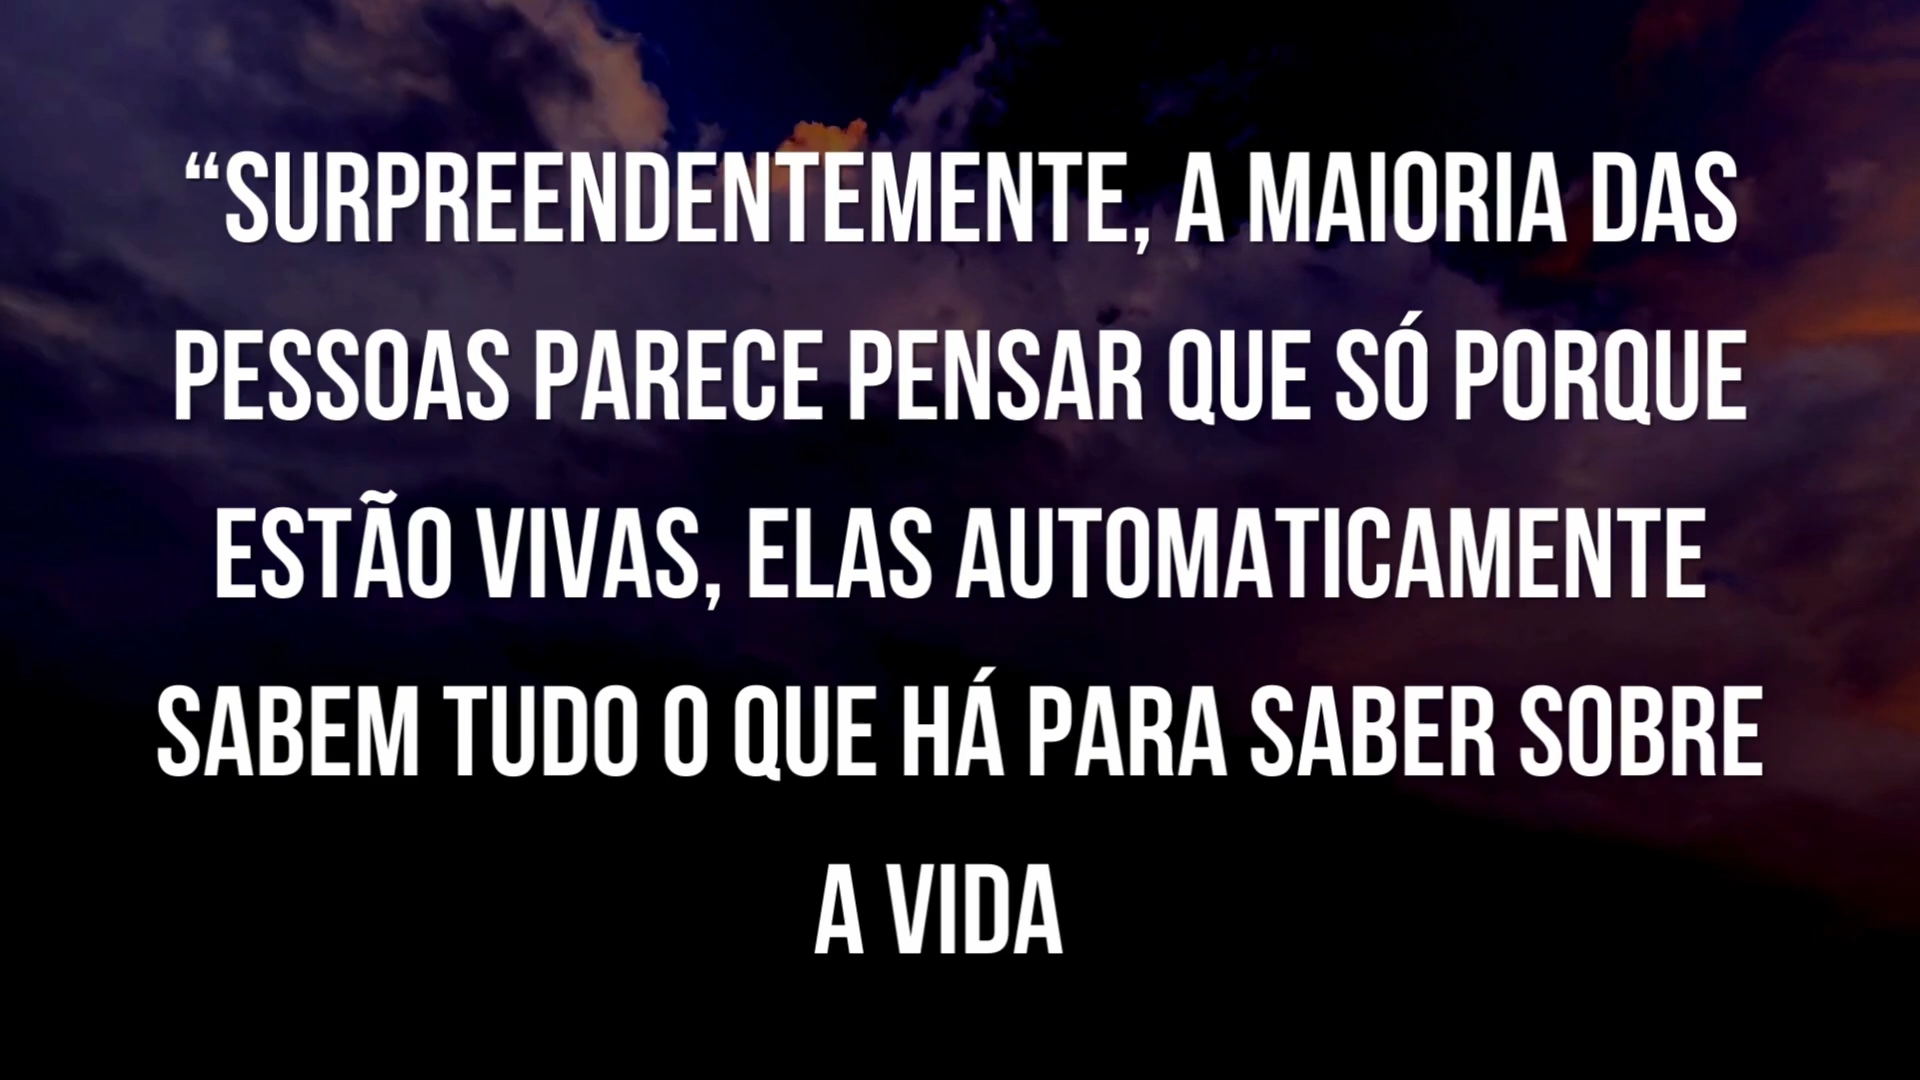 “SURPREENDENTEMENTE, A MAIORIA DAS
PESSOAS PARECE PENSAR QUE SÓ PORQUE
ESTÃO VIVAS, ELAS AUTOMATICAMENTE
SABEM TUDO O QUE HÁ PARA SABER SOBRE
A VIDA